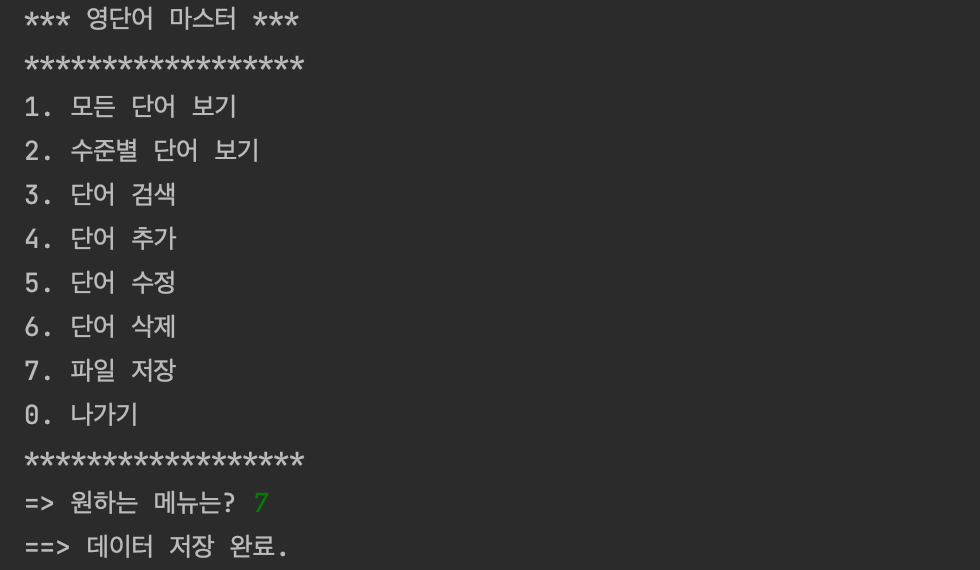 *** 영단어 마스터 ***
******************
1. 모든 단어 보기
2. 수준별 단어 보기
3. 단어 검색
4. 단어 추가
5. 단어 수정
6. 단어 삭제
7. 파일 저장
0. 나가기
******************
=> 원하는 메뉴는? 7
==> 데이터 저장 완료.